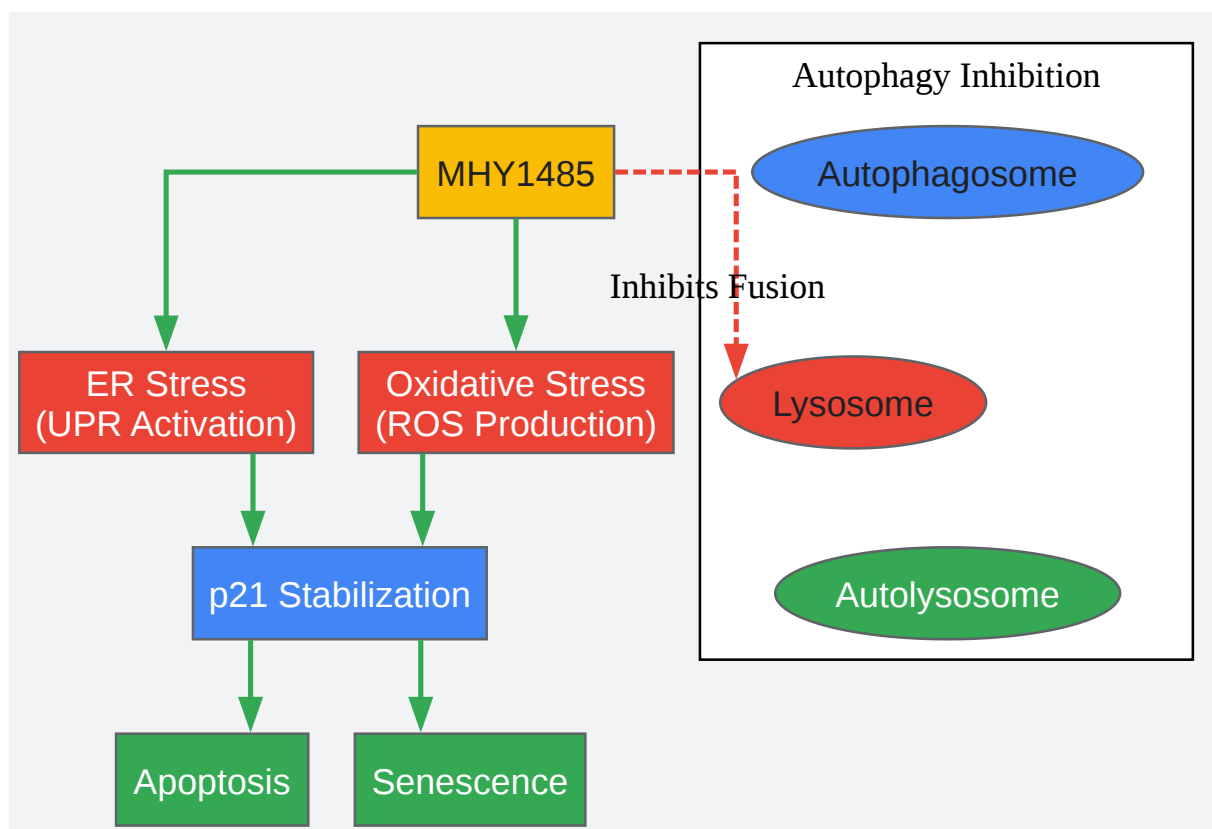 Autophagy Inhibition
MHY1485
Autophagosome
Inhibits Fusion
ER Stress
(UPR Activation)
Oxidative Stress
(ROS Production)
Lysosome
p21 Stabilization
Autolysosome
Apoptosis
Senescence